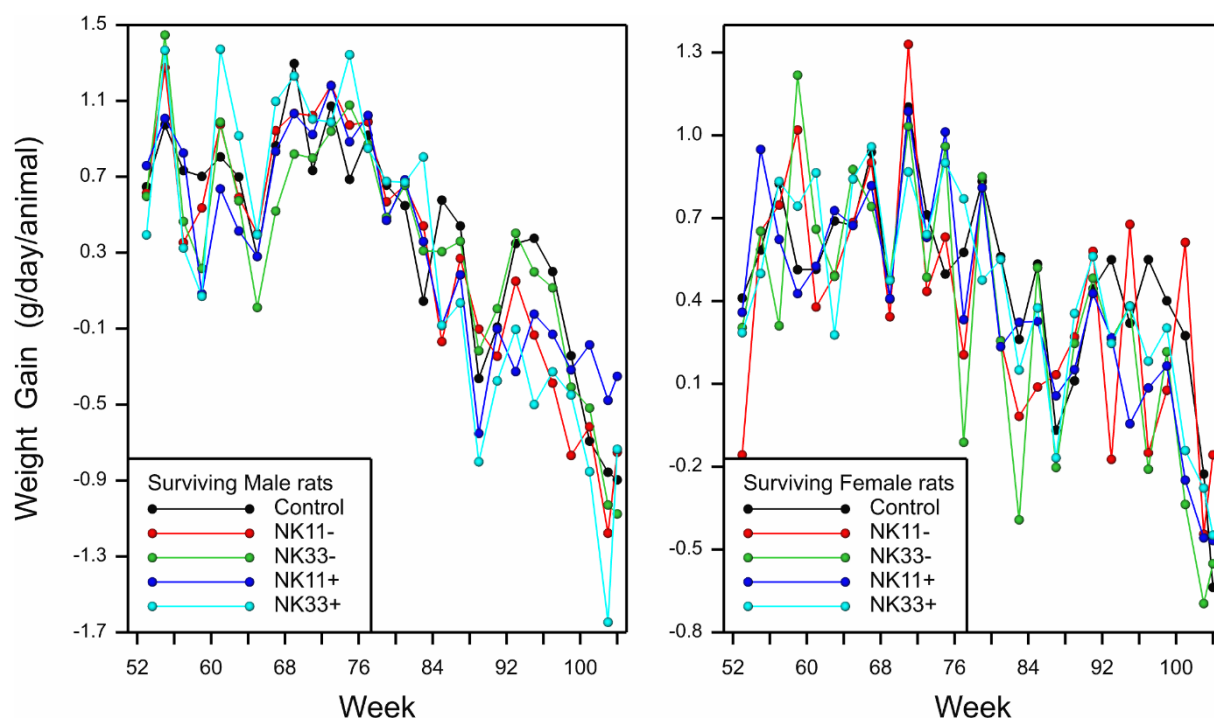 Weight Gain (g/day/animal)
1.5
1.1
0.7
0.3
-0.1
-0.5
-0.9
-1.3
-1.7
Surviving Male rats
Control
NK11-
NK33-
NK11+
NK33+
52 60 68 76 84 92 100
Week
1.3
1.0
0.7
0.4
0.1
-0.2
-0.5
-0.8
Surviving Female rats
Control
NK11-
NK33-
NK11+
NK33+
52 60 68 76 84 92 100
Week